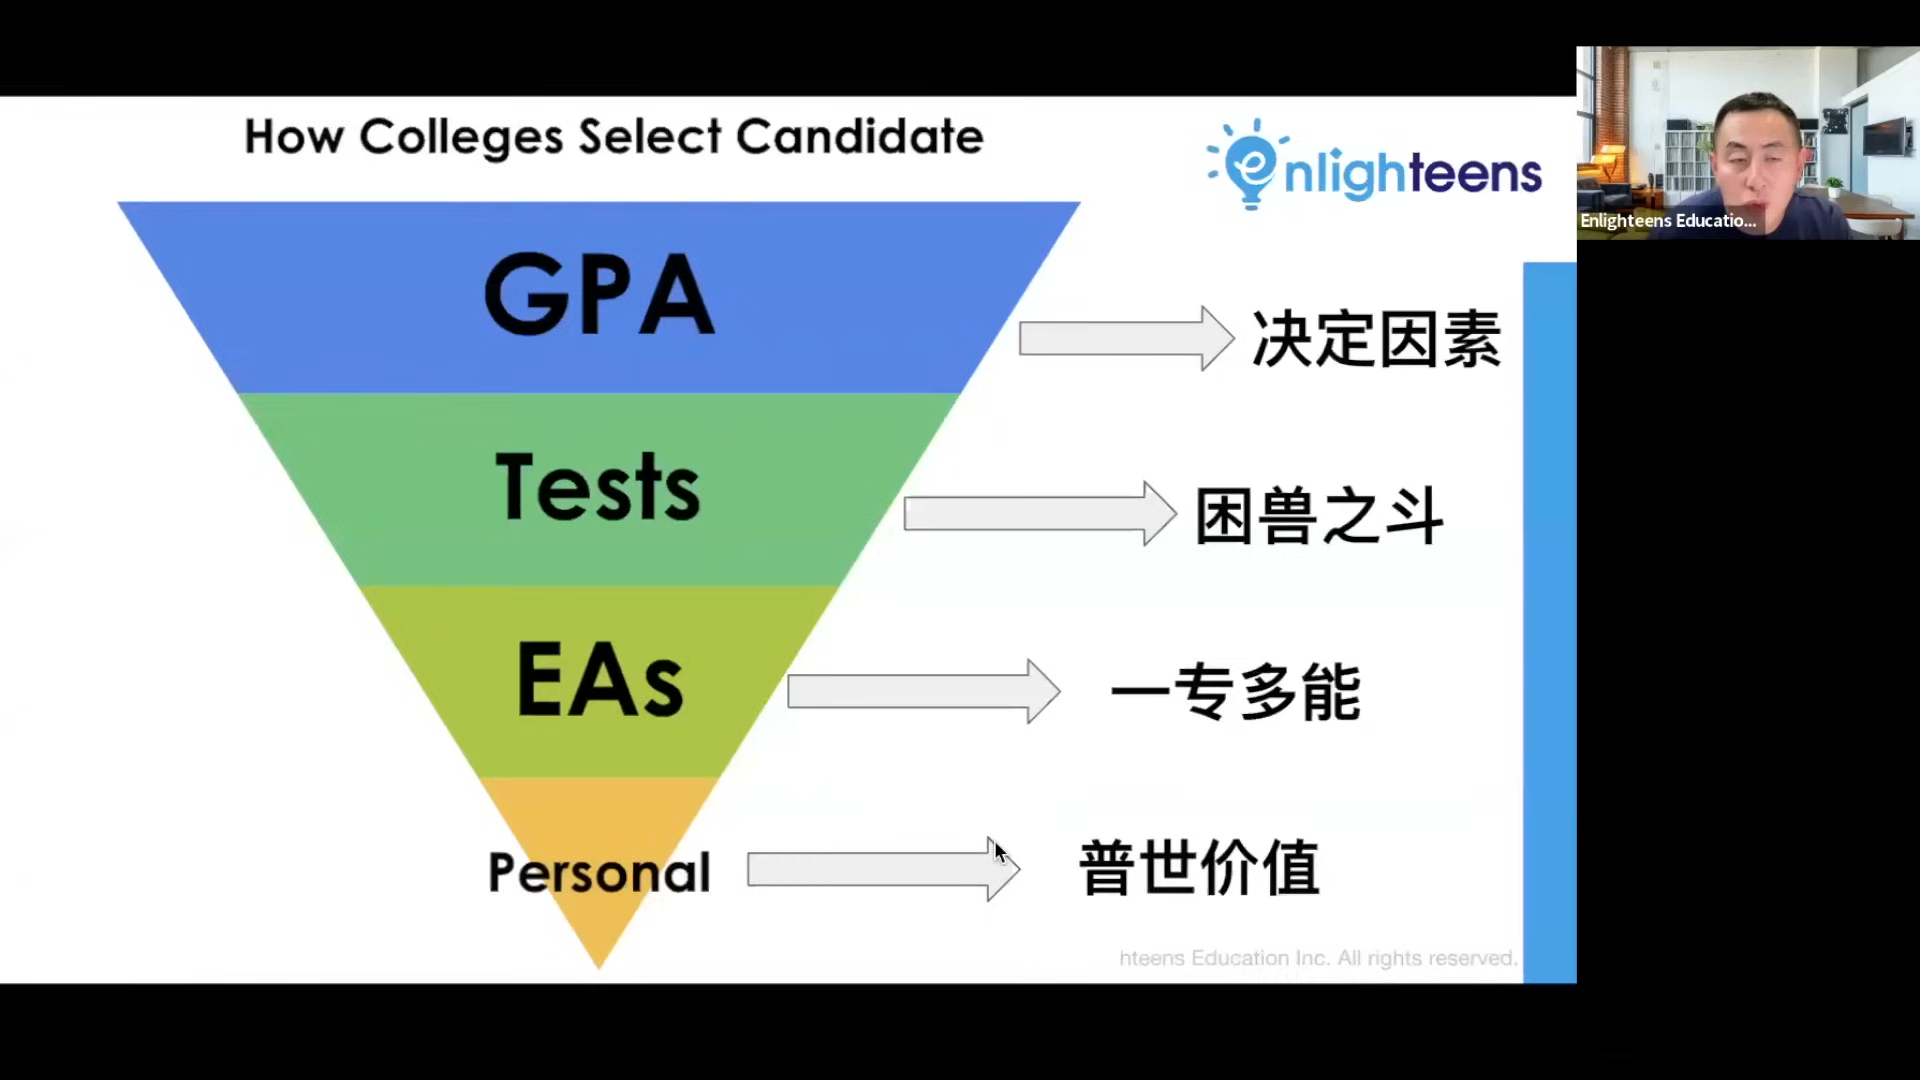 How Colleges Select Candidate
enlighteens
Enlighteens Educatio...
GPA
决定因素
Tests
困兽之斗
EAs
一专多能
Personal
普世价值
hteens Education Inc. All rights reserved.